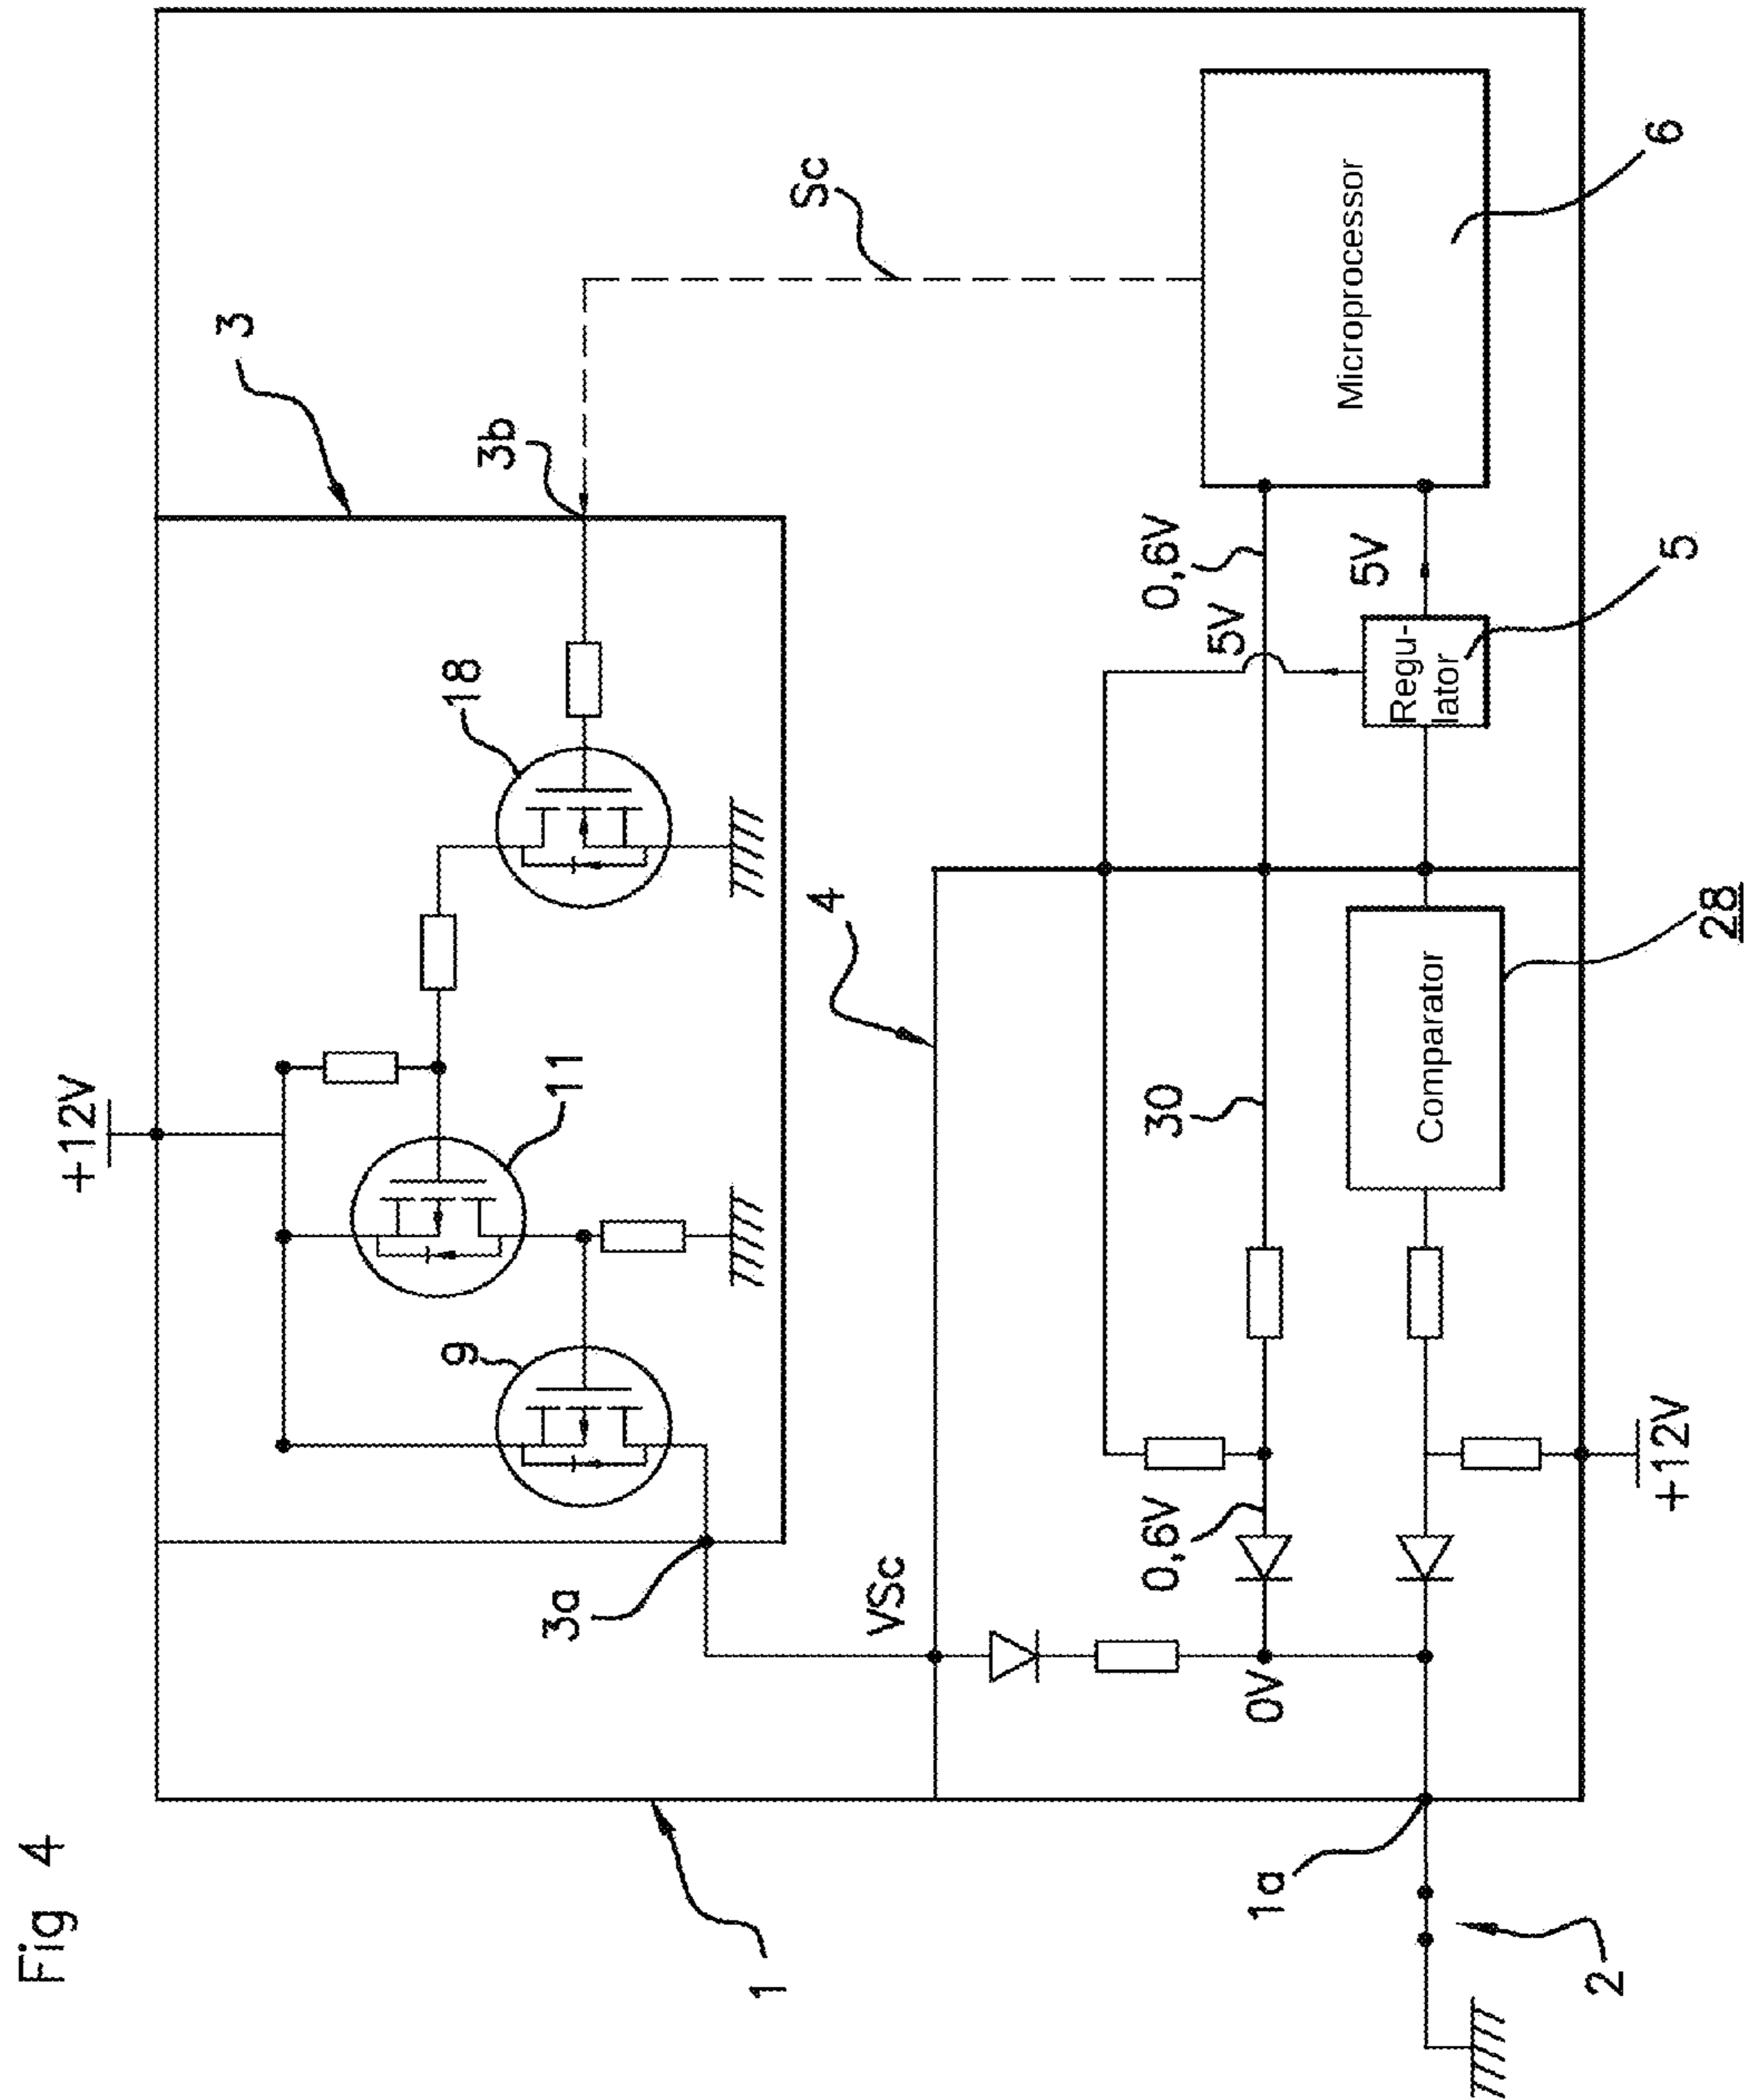 Fig 4
+12V
3
9
11
18
3a
3b
Sc
VSc
4
1
0V
0,6V
30
0,6V
5V
5V
Regu-
lator
5
Microprocessor
6
Comparator
28
1a
2
+12V